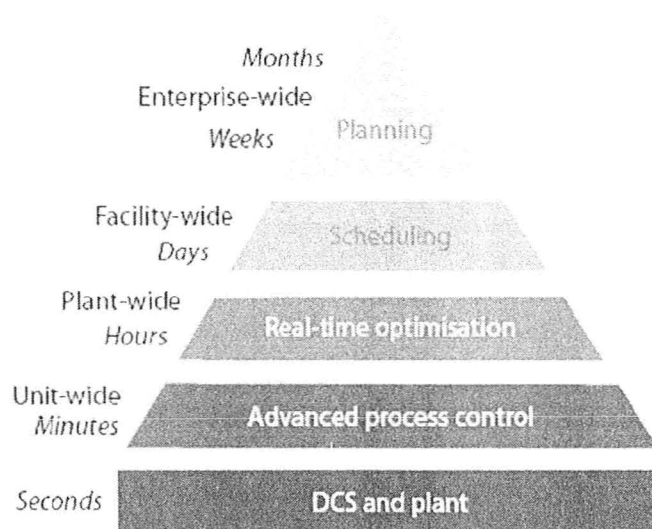 Months
Enterprise-wide
Weeks
Planning
Facility-wide
Days
Scheduling
Plant-wide
Hours
Real-time optimisation
Unit-wide
Minutes
Advanced process control
Seconds
DCS and plant